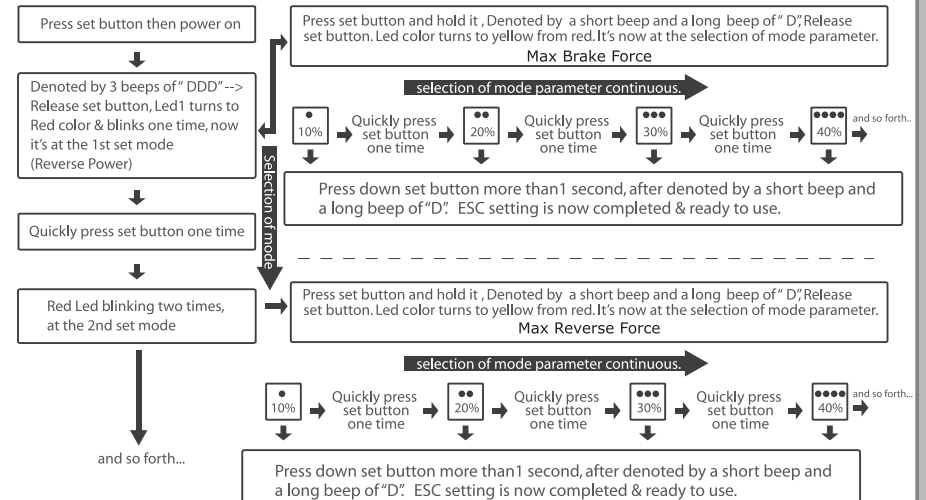 Press set button then power on
Denoted by 3 beeps of “ DDD” -->
Release set button, Led1 turns to
Red color & blinks one time, now
it’s at the 1st set mode
(Reverse Power)
Quickly press set button one time
Red Led blinking two times,
at the 2nd set mode
and so forth...
Selection of mode
Press set button and hold it , Denoted by a short beep and a long beep of “ D”, Release
set button. Led color turns to yellow from red. It’s now at the selection of mode parameter.
Max Brake Force
selection of mode parameter continuous.
10%
Quickly press
set button
one time
20%
Quickly press
set button
one time
30%
Quickly press
set button
one time
40%
and so forth..
Press down set button more than1 second, after denoted by a short beep and
a long beep of “D”. ESC setting is now completed & ready to use.
Press set button and hold it , Denoted by a short beep and a long beep of “ D”, Release
set button. Led color turns to yellow from red. It’s now at the selection of mode parameter.
Max Reverse Force
selection of mode parameter continuous.
10%
Quickly press
set button
one time
20%
Quickly press
set button
one time
30%
Quickly press
set button
one time
40%
and so forth...
Press down set button more than1 second, after denoted by a short beep and
a long beep of “D”. ESC setting is now completed & ready to use.